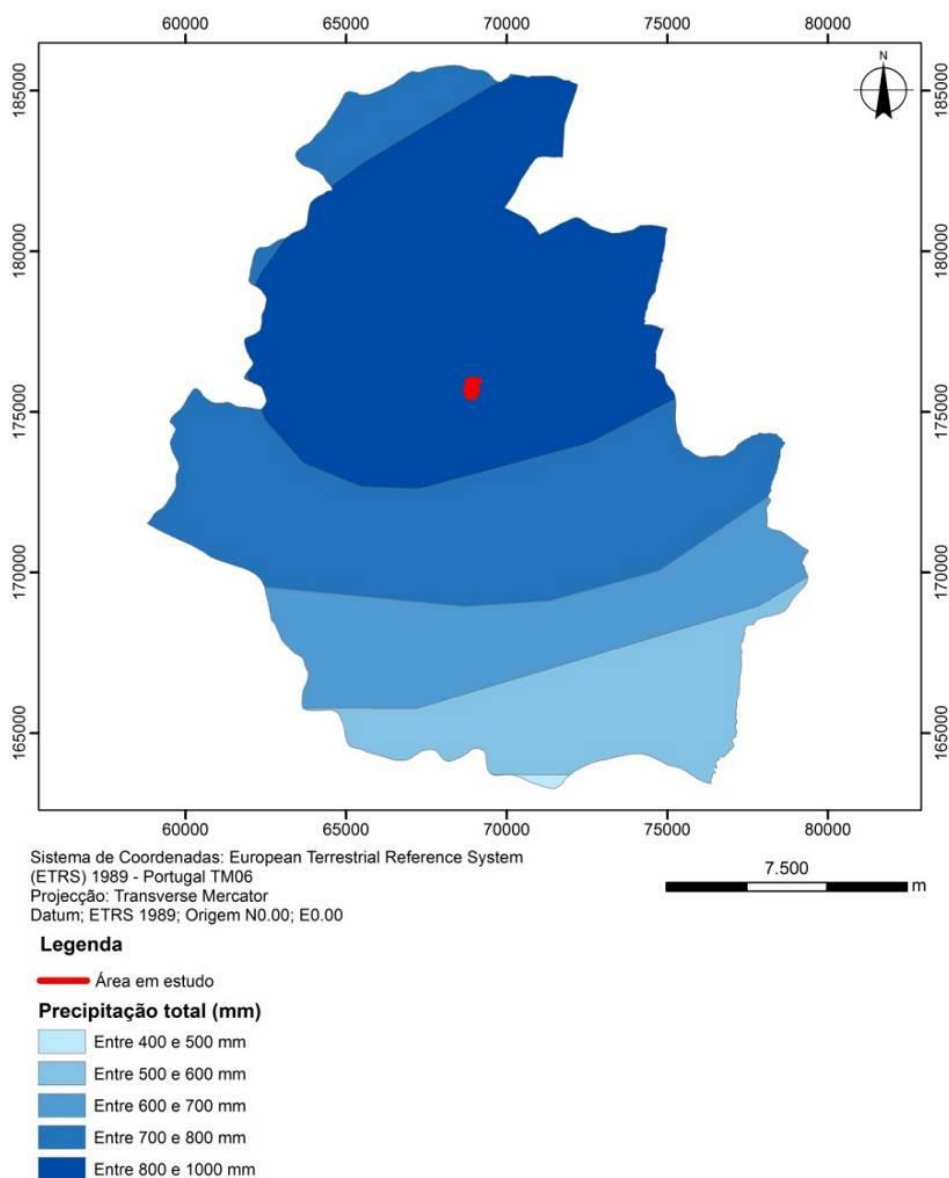 60000 65000 70000 75000 80000
N
185000 185000
180000 180000
175000 175000
170000 170000
165000 165000
60000 65000 70000 75000 80000
Sistema de Coordenadas: European Terrestrial Reference System
(ETRS) 1989 - Portugal TM06
Projecção: Transverse Mercator
Datum; ETRS 1989; Origem N0.00; E0.00
7.500
m
Legenda
Área em estudo
Precipitação total (mm)
Entre 400 e 500 mm
Entre 500 e 600 mm
Entre 600 e 700 mm
Entre 700 e 800 mm
Entre 800 e 1000 mm